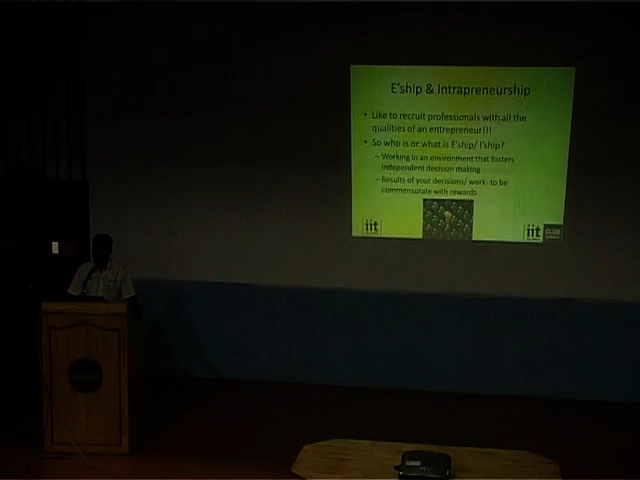 E'ship & Intrapreneurship
• Like to recruit professionals with all the
qualities of an entrepreneur!!!
• So who is or what is E'ship/ I'ship?
– Working in an environment that fosters
independent decision making
– Results of your decisions/ work- to be
commensurate with rewards
iit
iit
CLUB